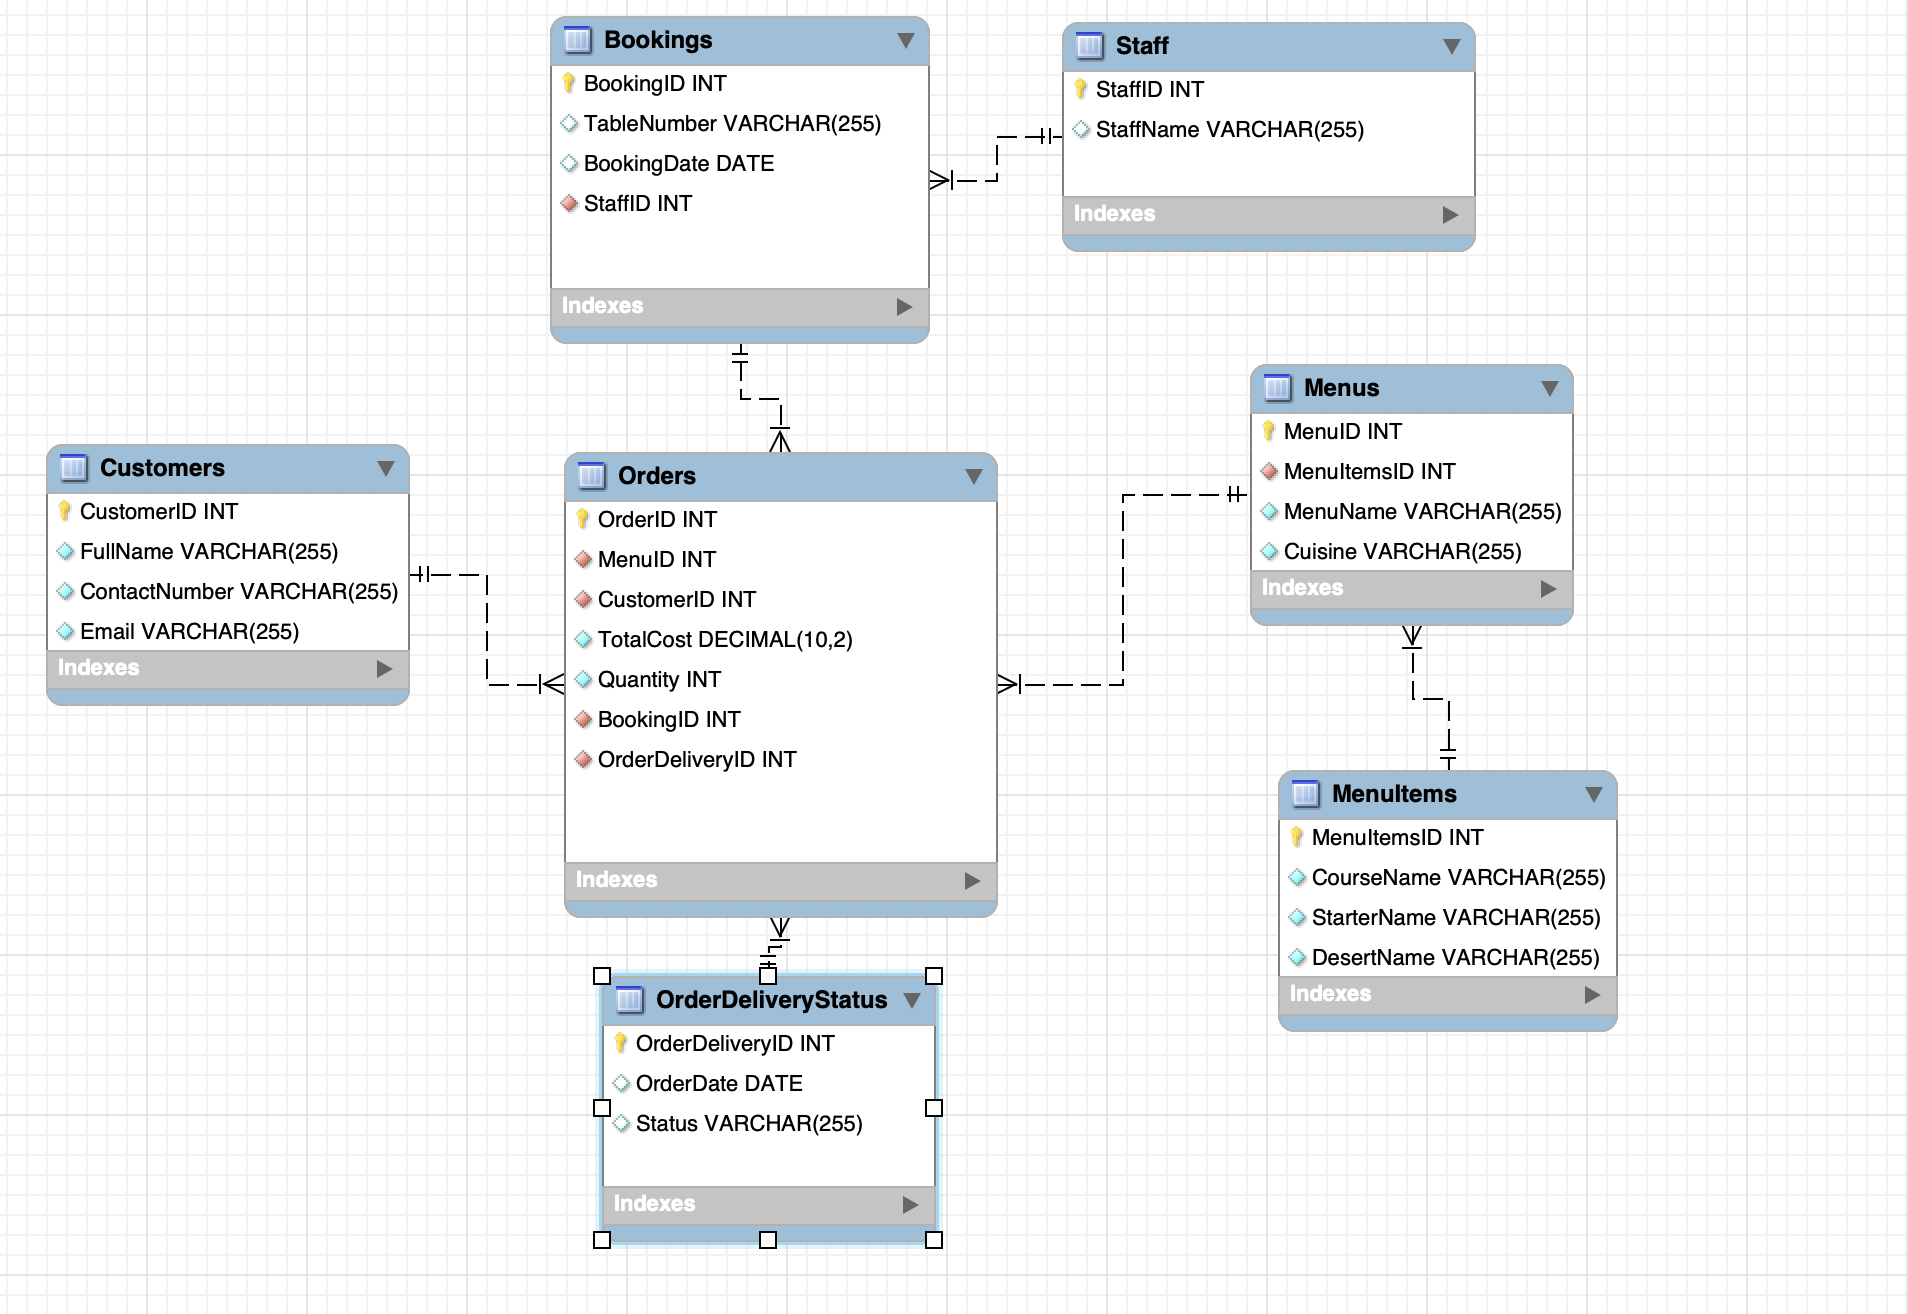 Bookings
BookingID INT
TableNumber VARCHAR(255)
BookingDate DATE
StaffID INT
Indexes
Staff
StaffID INT
StaffName VARCHAR(255)
Indexes
Customers
CustomerID INT
FullName VARCHAR(255)
ContactNumber VARCHAR(255)
Email VARCHAR(255)
Indexes
Orders
OrderID INT
MenuID INT
CustomerID INT
TotalCost DECIMAL(10,2)
Quantity INT
BookingID INT
OrderDeliveryID INT
Indexes
Menus
MenuID INT
MenuItemsID INT
MenuName VARCHAR(255)
Cuisine VARCHAR(255)
Indexes
MenuItems
MenuItemsID INT
CourseName VARCHAR(255)
StarterName VARCHAR(255)
DesertName VARCHAR(255)
Indexes
OrderDeliveryStatus
OrderDeliveryID INT
OrderDate DATE
Status VARCHAR(255)
Indexes